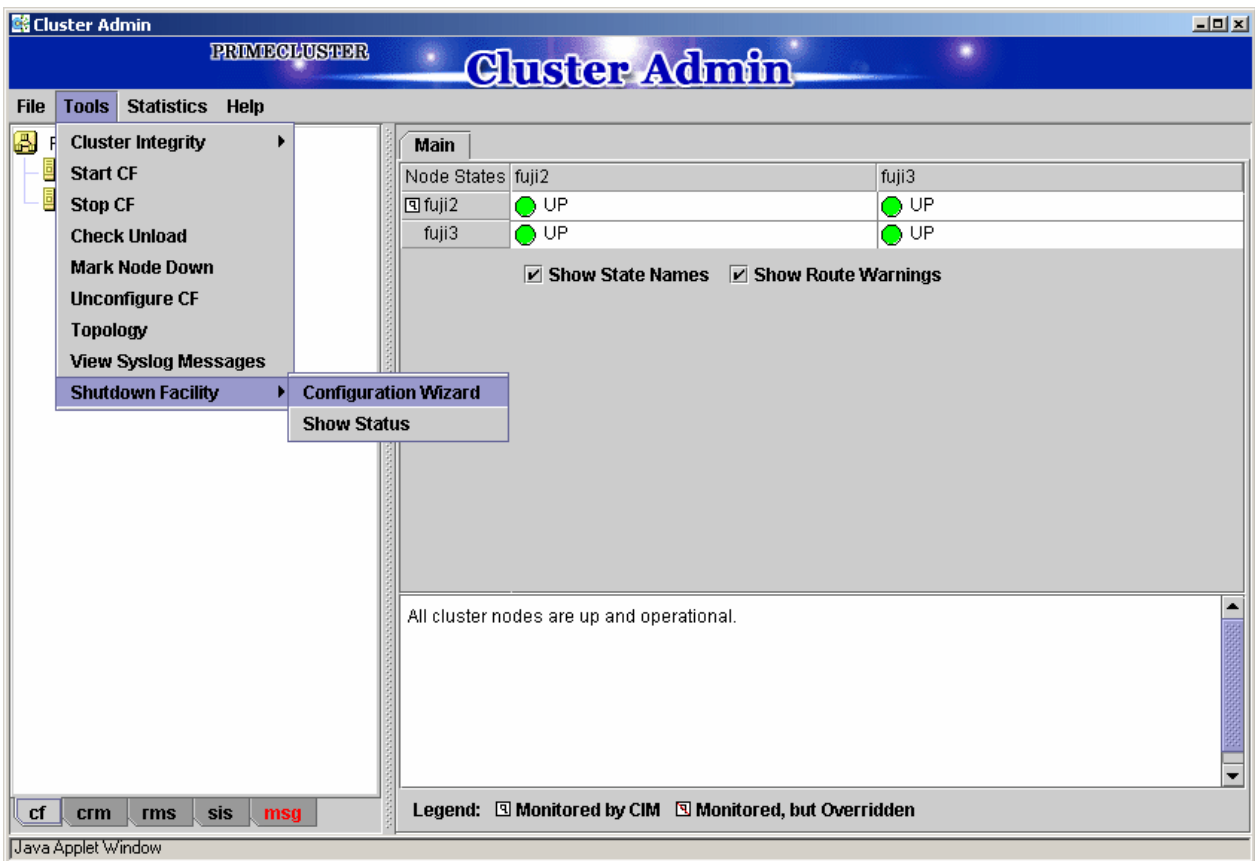 Cluster Admin
PRIMECLUSTER Cluster Admin
File Tools Statistics Help
Cluster Integrity
Start CF
Stop CF
Check Unload
Mark Node Down
Unconfigure CF
Topology
View Syslog Messages
Shutdown Facility
Configuration Wizard
Show Status
Main
Node States fuji2 fuji3
fuji2 UP UP
fuji3 UP UP
Show State Names Show Route Warnings
All cluster nodes are up and operational.
cf crm rms sis msg
Legend: Monitored by CIM Monitored, but Overridden
Java Applet Window